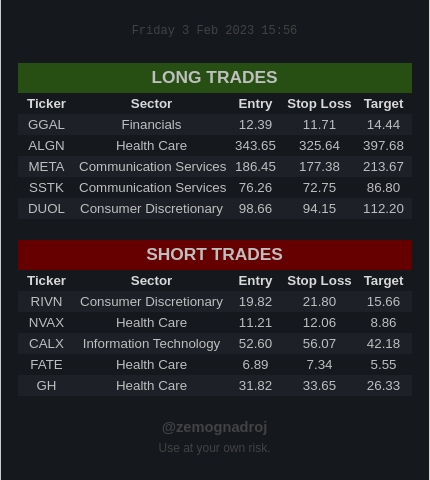 Friday 3 Feb 2023 15:56
LONG TRADES
Ticker Sector Entry Stop Loss Target
GGAL Financials 12.39 11.71 14.44
ALGN Health Care 343.65 325.64 397.68
META Communication Services 186.45 177.38 213.67
SSTK Communication Services 76.26 72.75 86.80
DUOL Consumer Discretionary 98.66 94.15 112.20
SHORT TRADES
Ticker Sector Entry Stop Loss Target
RIVN Consumer Discretionary 19.82 21.80 15.66
NVAX Health Care 11.21 12.06 8.86
CALX Information Technology 52.60 56.07 42.18
FATE Health Care 6.89 7.34 5.55
GH Health Care 31.82 33.65 26.33
@zemognadroj
Use at your own risk.